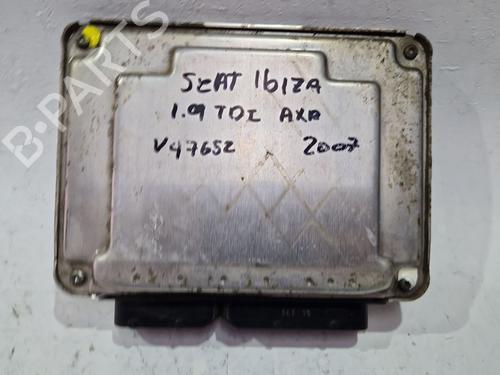 SEAT IbIZA
1.9 TDI AXR
V47652 2007
B-PARTS